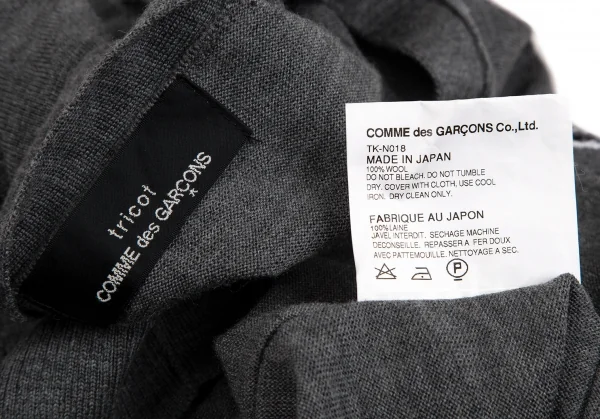 tricot
COMME des GARÇONS
COMME des GARÇONS Co.,Ltd.
TK-N018
MADE IN JAPAN
100% WOOL
DO NOT BLEACH. DO NOT TUMBLE
DRY. COVER WITH CLOTH, USE COOL
IRON. DRY CLEAN ONLY.
FABRIQUE AU JAPON
100% LAINE
JAVEL INTERDIT. SECHAGE MACHINE
DECONSEILLE. REPASSER A FER DOUX
AVEC PATTEMOUILLE. NETTOYAGE A SEC.
P